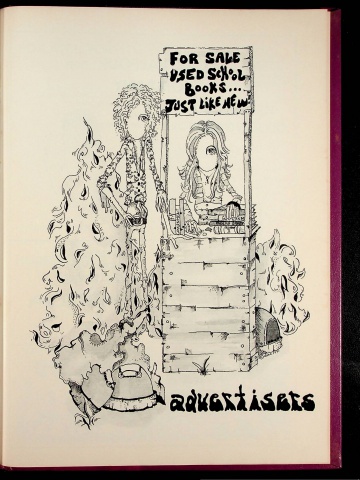 FOR SALE
USED SCHOOL
BOOKS...
JUST LIKE NEW
advertisers